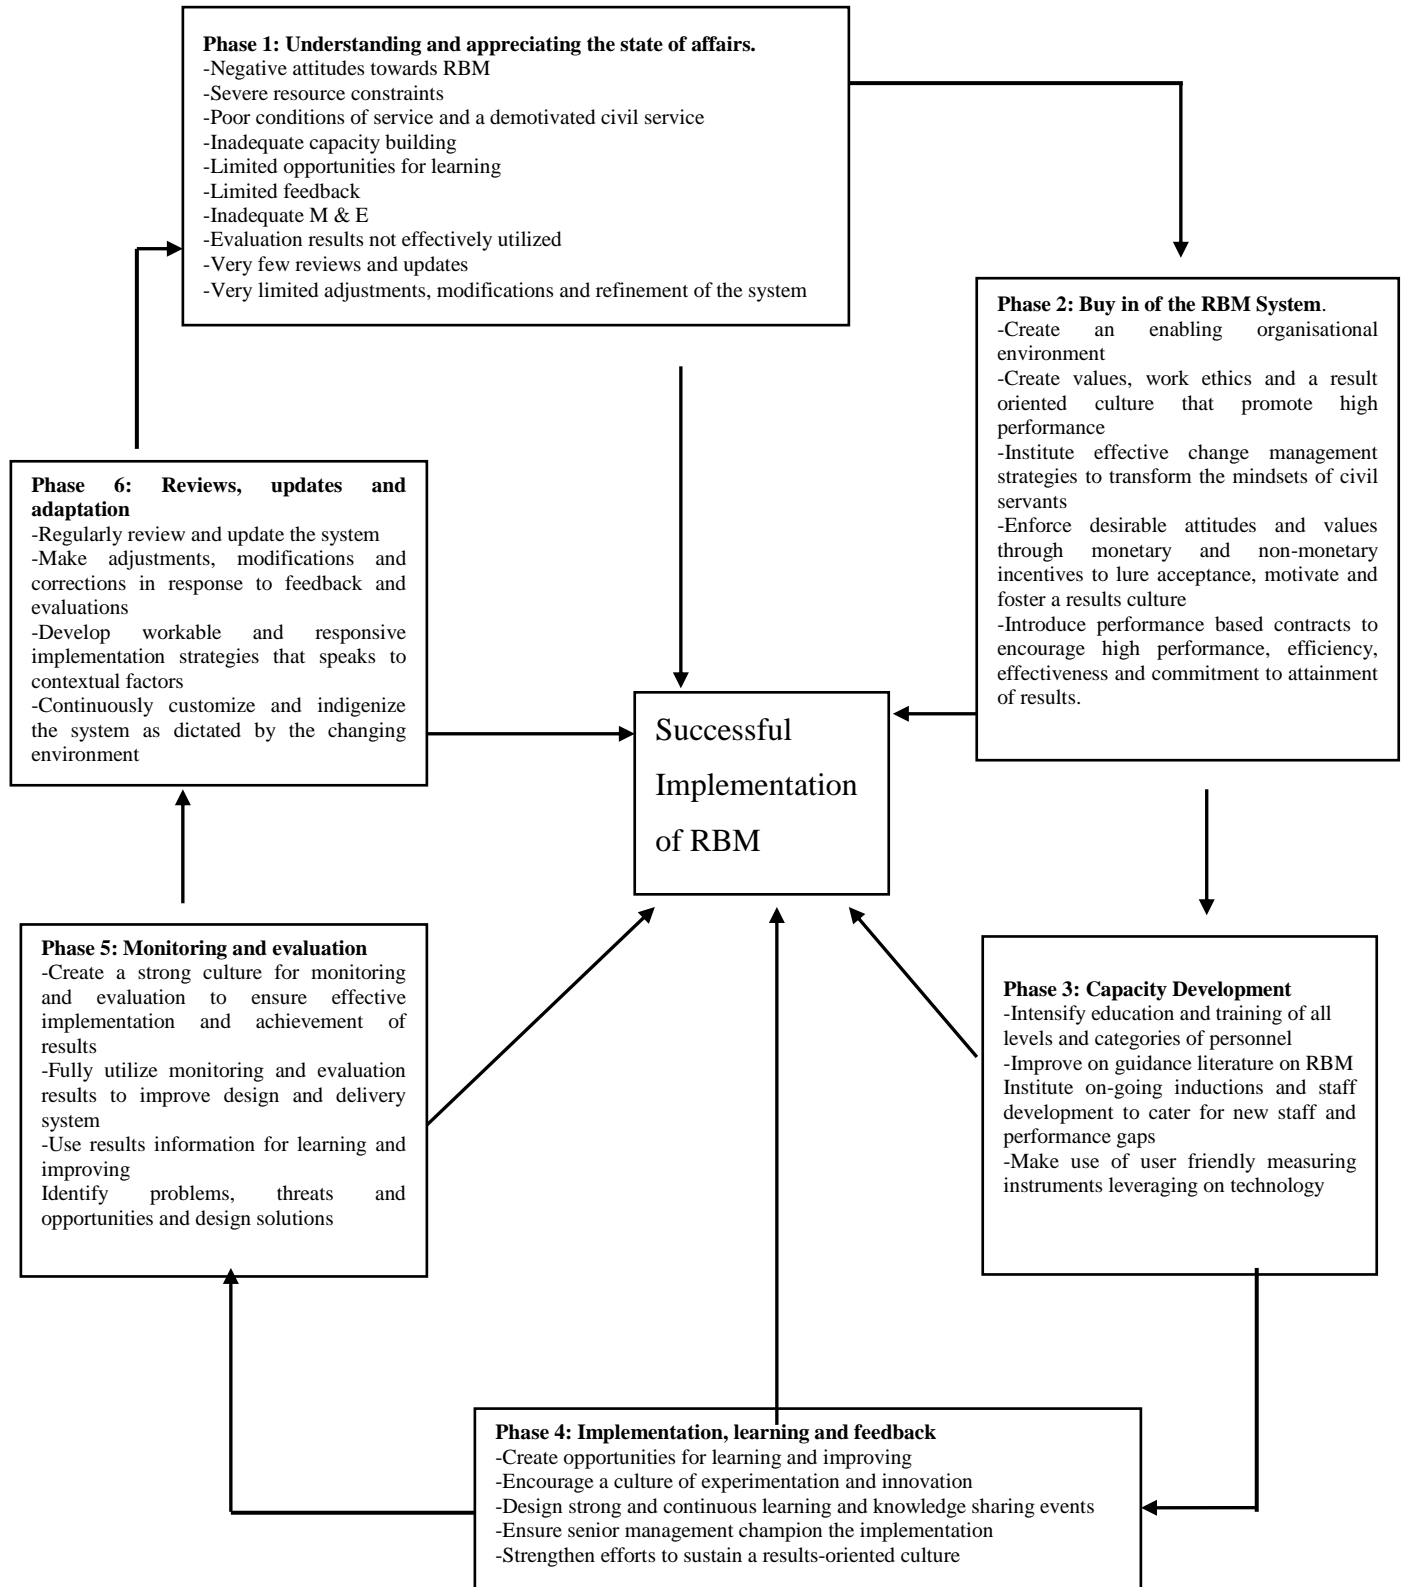 Phase 1: Understanding and appreciating the state of affairs.
-Negative attitudes towards RBM
-Severe resource constraints
-Poor conditions of service and a demotivated civil service
-Inadequate capacity building
-Limited opportunities for learning
-Limited feedback
-Inadequate M & E
-Evaluation results not effectively utilized
-Very few reviews and updates
-Very limited adjustments, modifications and refinement of the system
Phase 2: Buy in of the RBM System.
-Create an enabling organisational
environment
-Create values, work ethics and a result
oriented culture that promote high
performance
-Institute effective change management
strategies to transform the mindsets of civil
servants
-Enforce desirable attitudes and values
through monetary and non-monetary
incentives to lure acceptance, motivate and
foster a results culture
-Introduce performance based contracts to
encourage high performance, efficiency,
effectiveness and commitment to attainment
of results.
Phase 6: Reviews, updates and
adaptation
-Regularly review and update the system
-Make adjustments, modifications and
corrections in response to feedback and
evaluations
-Develop workable and responsive
implementation strategies that speaks to
contextual factors
-Continuously customize and indigenize
the system as dictated by the changing
environment
Successful
Implementation
of RBM
Phase 5: Monitoring and evaluation
-Create a strong culture for monitoring
and evaluation to ensure effective
implementation and achievement of
results
-Fully utilize monitoring and evaluation
results to improve design and delivery
system
-Use results information for learning and
improving
Identify problems, threats and
opportunities and design solutions
Phase 3: Capacity Development
-Intensify education and training of all
levels and categories of personnel
-Improve on guidance literature on RBM
Institute on-going inductions and staff
development to cater for new staff and
performance gaps
-Make use of user friendly measuring
instruments leveraging on technology
Phase 4: Implementation, learning and feedback
-Create opportunities for learning and improving
-Encourage a culture of experimentation and innovation
-Design strong and continuous learning and knowledge sharing events
-Ensure senior management champion the implementation
-Strengthen efforts to sustain a results-oriented culture